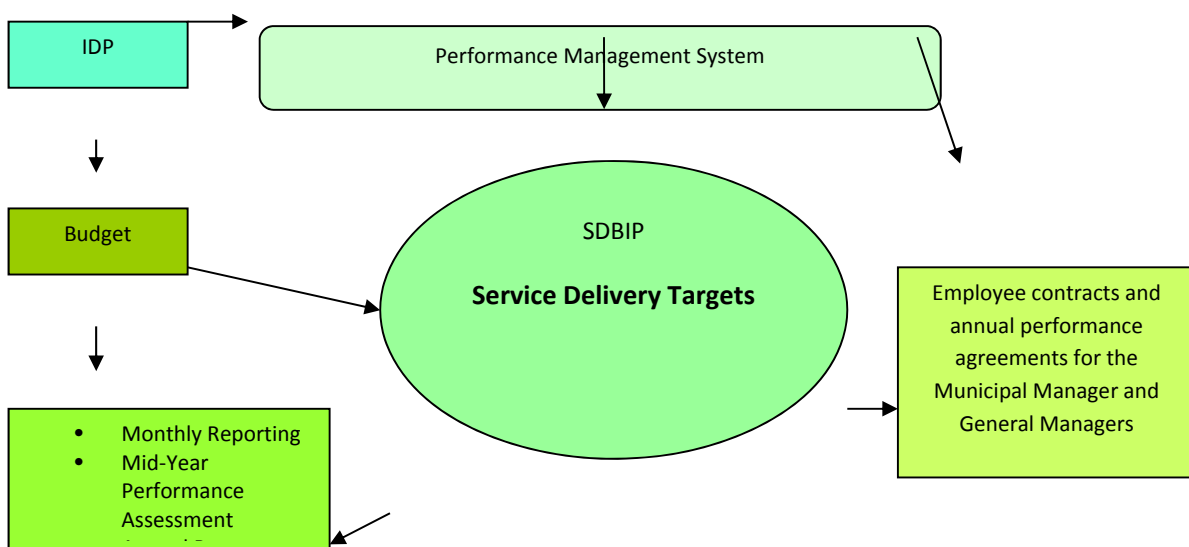 IDP
Performance Management System
Budget
SDBIP
Service Delivery Targets
Employee contracts and
annual performance
agreements for the
Municipal Manager and
General Managers
• Monthly Reporting
• Mid-Year
Performance
Assessment